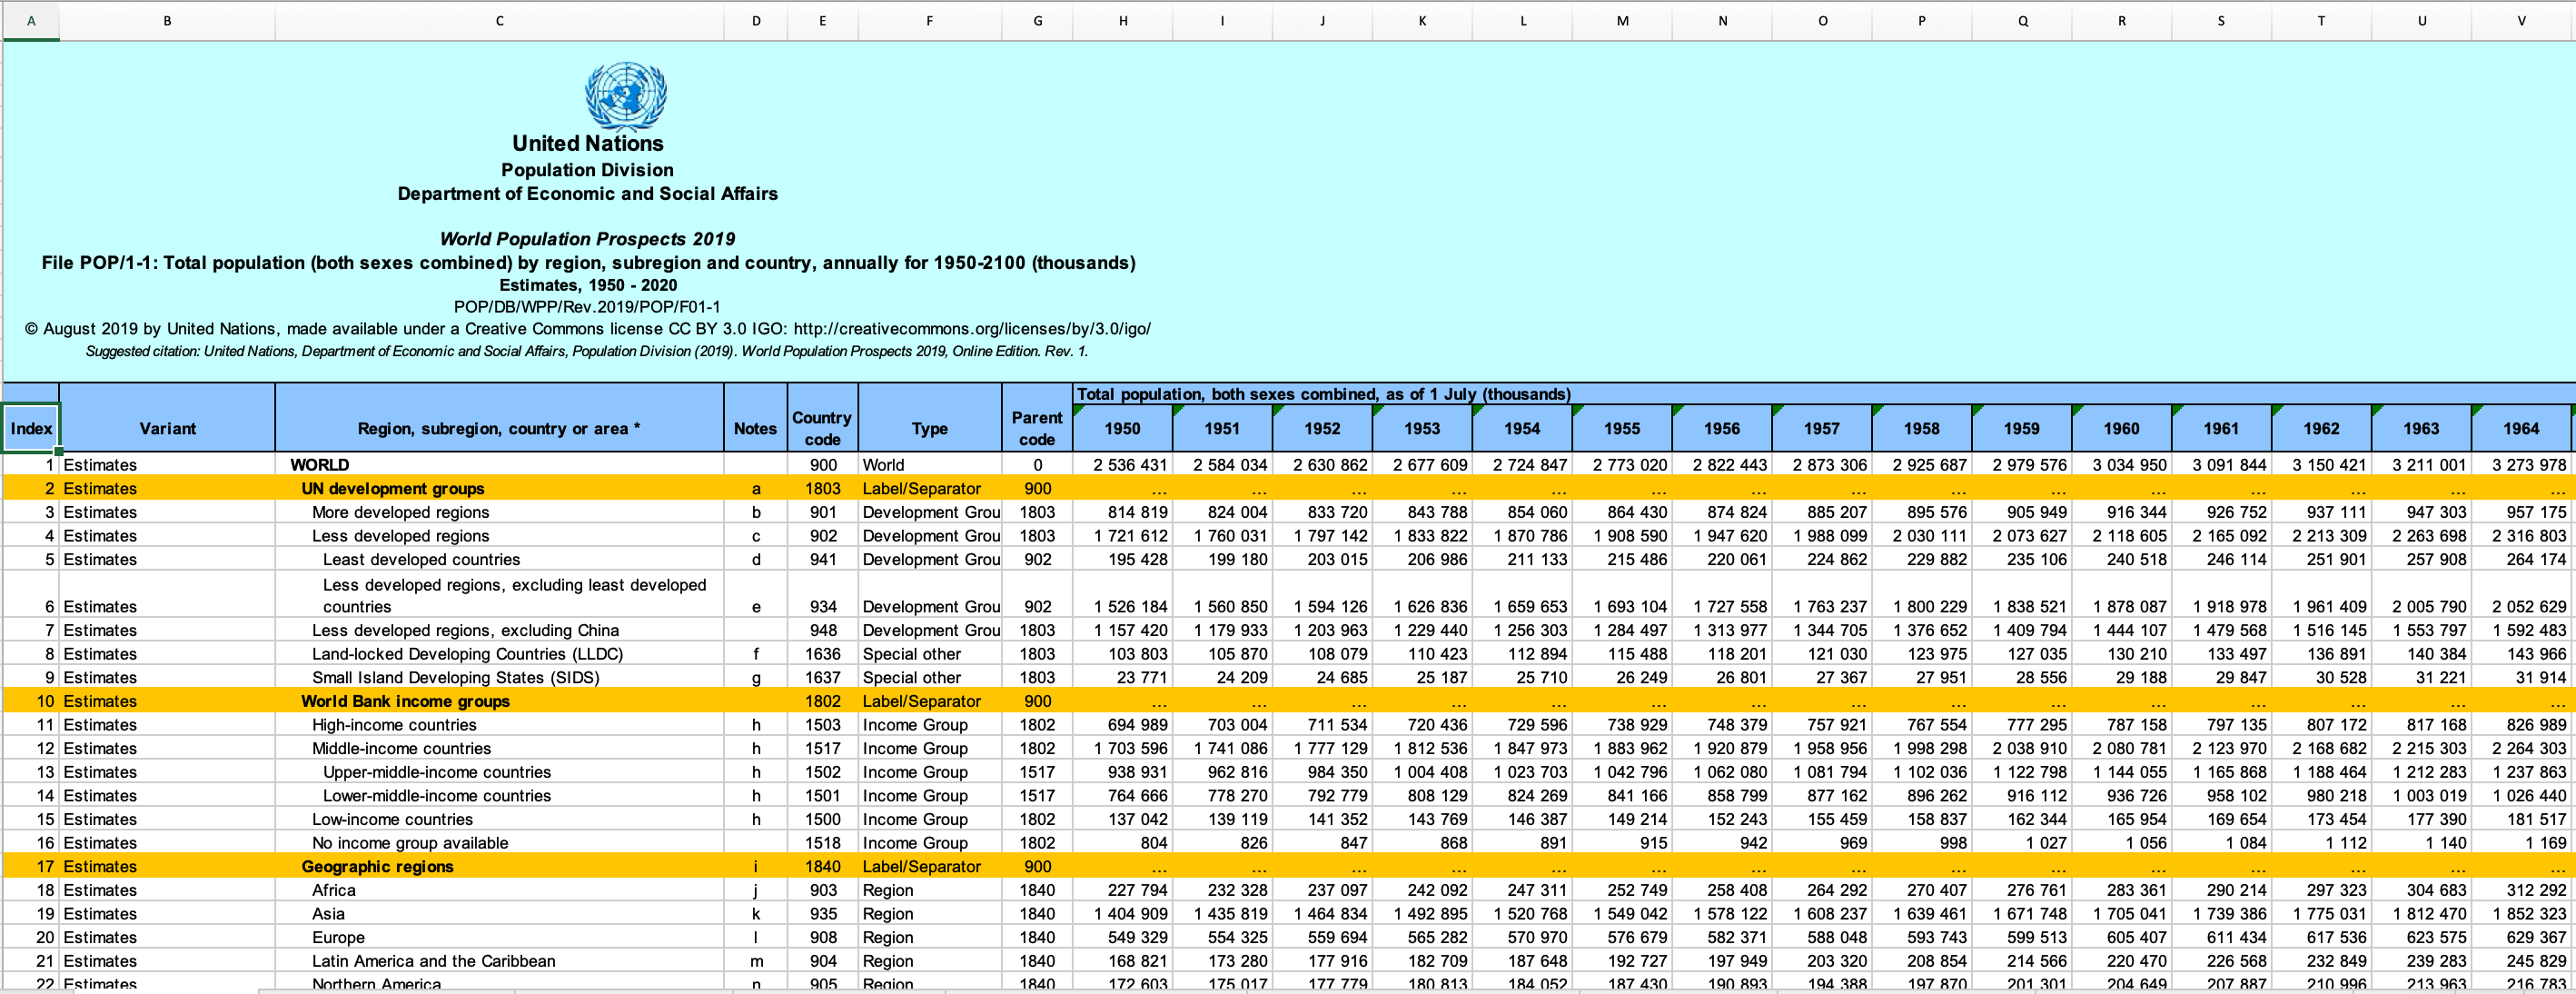 A B C D E F G H I J K L M N O P Q R S T U V
United Nations
Population Division
Department of Economic and Social Affairs
World Population Prospects 2019
File POP/1-1: Total population (both sexes combined) by region, subregion and country, annually for 1950-2100 (thousands)
Estimates, 1950 - 2020
POP/DB/WPP/Rev.2019/POP/F01-1
© August 2019 by United Nations, made available under a Creative Commons license CC BY 3.0 IGO: http://creativecommons.org/licenses/by/3.0/igo/
Suggested citation: United Nations, Department of Economic and Social Affairs, Population Division (2019). World Population Prospects 2019, Online Edition. Rev. 1.
Total population, both sexes combined, as of 1 July (thousands)
Index Variant Region, subregion, country or area * Notes Country code Type Parent code 1950 1951 1952 1953 1954 1955 1956 1957 1958 1959 1960 1961 1962 1963 1964
1 Estimates WORLD 900 World 0 2 536 431 2 584 034 2 630 862 2 677 609 2 724 847 2 773 020 2 822 443 2 873 306 2 925 687 2 979 576 3 034 950 3 091 844 3 150 421 3 211 001 3 273 978
2 Estimates UN development groups a 1803 Label/Separator 900 ... ... ... ... ... ... ... ... ... ... ... ... ... ... ...
3 Estimates More developed regions b 901 Development Grou 1803 814 819 824 004 833 720 843 788 854 060 864 430 874 824 885 207 895 576 905 949 916 344 926 752 937 111 947 303 957 175
4 Estimates Less developed regions c 902 Development Grou 1803 1 721 612 1 760 031 1 797 142 1 833 822 1 870 786 1 908 590 1 947 620 1 988 099 2 030 111 2 073 627 2 118 605 2 165 092 2 213 309 2 263 698 2 316 803
5 Estimates Least developed countries d 941 Development Grou 902 195 428 199 180 203 015 206 986 211 133 215 486 220 061 224 862 229 882 235 106 240 518 246 114 251 901 257 908 264 174
Less developed regions, excluding least developed
6 Estimates countries e 934 Development Grou 902 1 526 184 1 560 850 1 594 126 1 626 836 1 659 653 1 693 104 1 727 558 1 763 237 1 800 229 1 838 521 1 878 087 1 918 978 1 961 409 2 005 790 2 052 629
7 Estimates Less developed regions, excluding China 948 Development Grou 1803 1 157 420 1 179 933 1 203 963 1 229 440 1 256 303 1 284 497 1 313 977 1 344 705 1 376 652 1 409 794 1 444 107 1 479 568 1 516 145 1 553 797 1 592 483
8 Estimates Land-locked Developing Countries (LLDC) f 1636 Special other 1803 103 803 105 870 108 079 110 423 112 894 115 488 118 201 121 030 123 975 127 035 130 210 133 497 136 891 140 384 143 966
9 Estimates Small Island Developing States (SIDS) g 1637 Special other 1803 23 771 24 209 24 685 25 187 25 710 26 249 26 801 27 367 27 951 28 556 29 188 29 847 30 528 31 221 31 914
10 Estimates World Bank income groups 1802 Label/Separator 900 ... ... ... ... ... ... ... ... ... ... ... ... ... ... ...
11 Estimates High-income countries h 1503 Income Group 1802 694 989 703 004 711 534 720 436 729 596 738 929 748 379 757 921 767 554 777 295 787 158 797 135 807 172 817 168 826 989
12 Estimates Middle-income countries h 1517 Income Group 1802 1 703 596 1 741 086 1 777 129 1 812 536 1 847 973 1 883 962 1 920 879 1 958 956 1 998 298 2 038 910 2 080 781 2 123 970 2 168 682 2 215 303 2 264 303
13 Estimates Upper-middle-income countries h 1502 Income Group 1517 938 931 962 816 984 350 1 004 408 1 023 703 1 042 796 1 062 080 1 081 794 1 102 036 1 122 798 1 144 055 1 165 868 1 188 464 1 212 283 1 237 863
14 Estimates Lower-middle-income countries h 1501 Income Group 1517 764 666 778 270 792 779 808 129 824 269 841 166 858 799 877 162 896 262 916 112 936 726 958 102 980 218 1 003 019 1 026 440
15 Estimates Low-income countries h 1500 Income Group 1802 137 042 139 119 141 352 143 769 146 387 149 214 152 243 155 459 158 837 162 344 165 954 169 654 173 454 177 390 181 517
16 Estimates No income group available 1518 Income Group 1802 804 826 847 868 891 915 942 969 998 1 027 1 056 1 084 1 112 1 140 1 169
17 Estimates Geographic regions i 1840 Label/Separator 900 ... ... ... ... ... ... ... ... ... ... ... ... ... ... ...
18 Estimates Africa j 903 Region 1840 227 794 232 328 237 097 242 092 247 311 252 749 258 408 264 292 270 407 276 761 283 361 290 214 297 323 304 683 312 292
19 Estimates Asia k 935 Region 1840 1 404 909 1 435 819 1 464 834 1 492 895 1 520 768 1 549 042 1 578 122 1 608 237 1 639 461 1 671 748 1 705 041 1 739 386 1 775 031 1 812 470 1 852 323
20 Estimates Europe l 908 Region 1840 549 329 554 325 559 694 565 282 570 970 576 679 582 371 588 048 593 743 599 513 605 407 611 434 617 536 623 575 629 367
21 Estimates Latin America and the Caribbean m 904 Region 1840 168 821 173 280 177 916 182 709 187 648 192 727 197 949 203 320 208 854 214 566 220 470 226 568 232 849 239 283 245 829
22 Estimates Northern America n 905 Region 1840 172 603 175 017 177 779 180 813 184 052 187 430 190 893 194 388 197 870 201 301 204 649 207 887 210 996 213 963 216 783